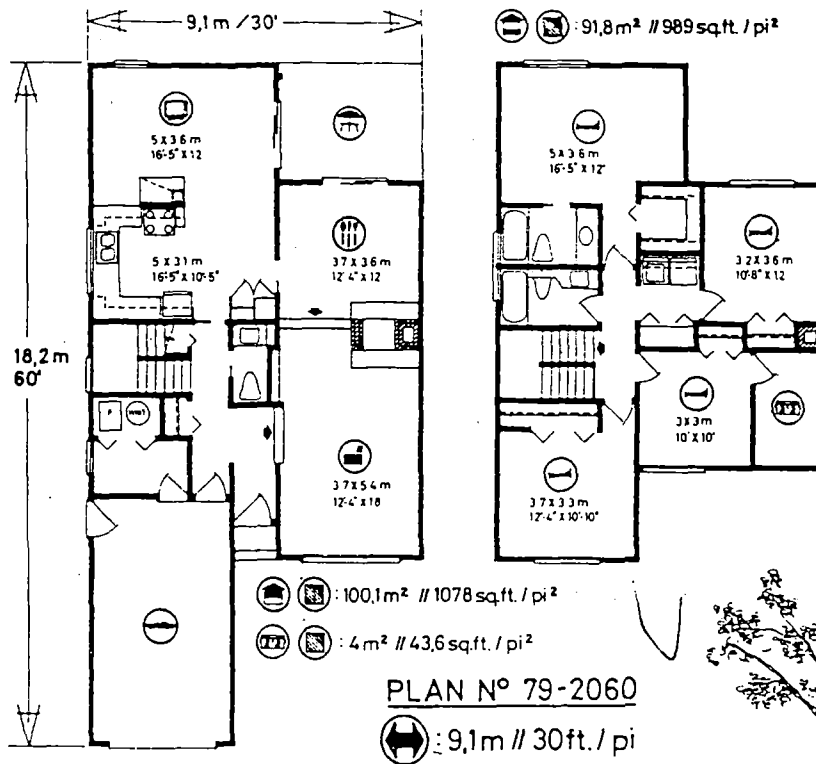 9,1 m / 30'
: 91,8 m² // 989 sq.ft. / pi²
18,2 m
60'
5 X 3.6 m
16'-5" X 12
5 X 3.1
16'-5" X 10'-5"
3.7 X 3.6 m
12'-4" X 12
F
WHT
3.7 X 5.4 m
12'-4" X 18
5 X 3.6 m
16'-5" X 12'
3.2 X 3.6 m
10'-8" X 12
3 X 3 m
10' X 10'
3.7 X 3.3 m
12'-4" X 10'-10"
: 100,1 m² // 1078 sq.ft. / pi²
: 4 m² // 43,6 sq.ft. / pi²
PLAN Nº 79-2060
: 9,1 m // 30 ft. / pi